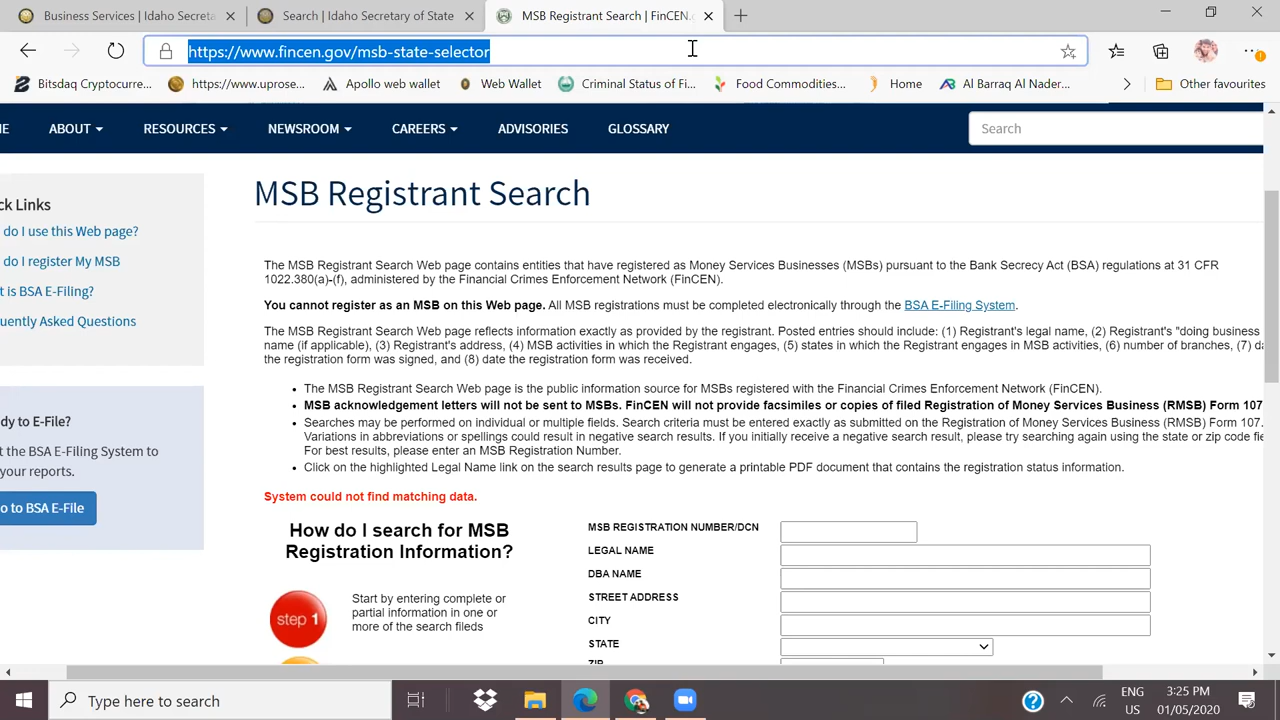 Business Services | Idaho Secreta
Search | Idaho Secretary of State
MSB Registrant Search | FinCEN.
https://www.fincen.gov/msb-state-selector
Bitsdaq Cryptocurre...
https://www.uprose...
Apollo web wallet
Web Wallet
Criminal Status of Fi...
Food Commodities...
Home
Al Barraq Al Nader...
Other favourites
ABOUT
RESOURCES
NEWSROOM
CAREERS
ADVISORIES
GLOSSARY
Search
ck Links
do I use this Web page?
do I register My MSB
t is BSA E-Filing?
uently Asked Questions
dy to E-File?
t the BSA E-Filing System to
your reports.
o to BSA E-File
MSB Registrant Search
The MSB Registrant Search Web page contains entities that have registered as Money Services Businesses (MSBs) pursuant to the Bank Secrecy Act (BSA) regulations at 31 CFR
1022.380(a)-(f), administered by the Financial Crimes Enforcement Network (FinCEN).
You cannot register as an MSB on this Web page. All MSB registrations must be completed electronically through the BSA E-Filing System.
The MSB Registrant Search Web page reflects information exactly as provided by the registrant. Posted entries should include: (1) Registrant's legal name, (2) Registrant's "doing business
name (if applicable), (3) Registrant's address, (4) MSB activities in which the Registrant engages, (5) states in which the Registrant engages in MSB activities, (6) number of branches, (7) d
the registration form was signed, and (8) date the registration form was received.
• The MSB Registrant Search Web page is the public information source for MSBs registered with the Financial Crimes Enforcement Network (FinCEN).
• MSB acknowledgement letters will not be sent to MSBs. FinCEN will not provide facsimiles or copies of filed Registration of Money Services Business (RMSB) Form 107
• Searches may be performed on individual or multiple fields. Search criteria must be entered exactly as submitted on the Registration of Money Services Business (RMSB) Form 107.
Variations in abbreviations or spellings could result in negative search results. If you initially receive a negative search result, please try searching again using the state or zip code fie
For best results, please enter an MSB Registration Number.
• Click on the highlighted Legal Name link on the search results page to generate a printable PDF document that contains the registration status information.
System could not find matching data.
How do I search for MSB
Registration Information?
step 1
Start by entering complete or
partial information in one or
more of the search fileds
MSB REGISTRATION NUMBER/DCN
LEGAL NAME
DBA NAME
STREET ADDRESS
CITY
STATE
ZIP
Type here to search
ENG
US
3:25 PM
01/05/2020